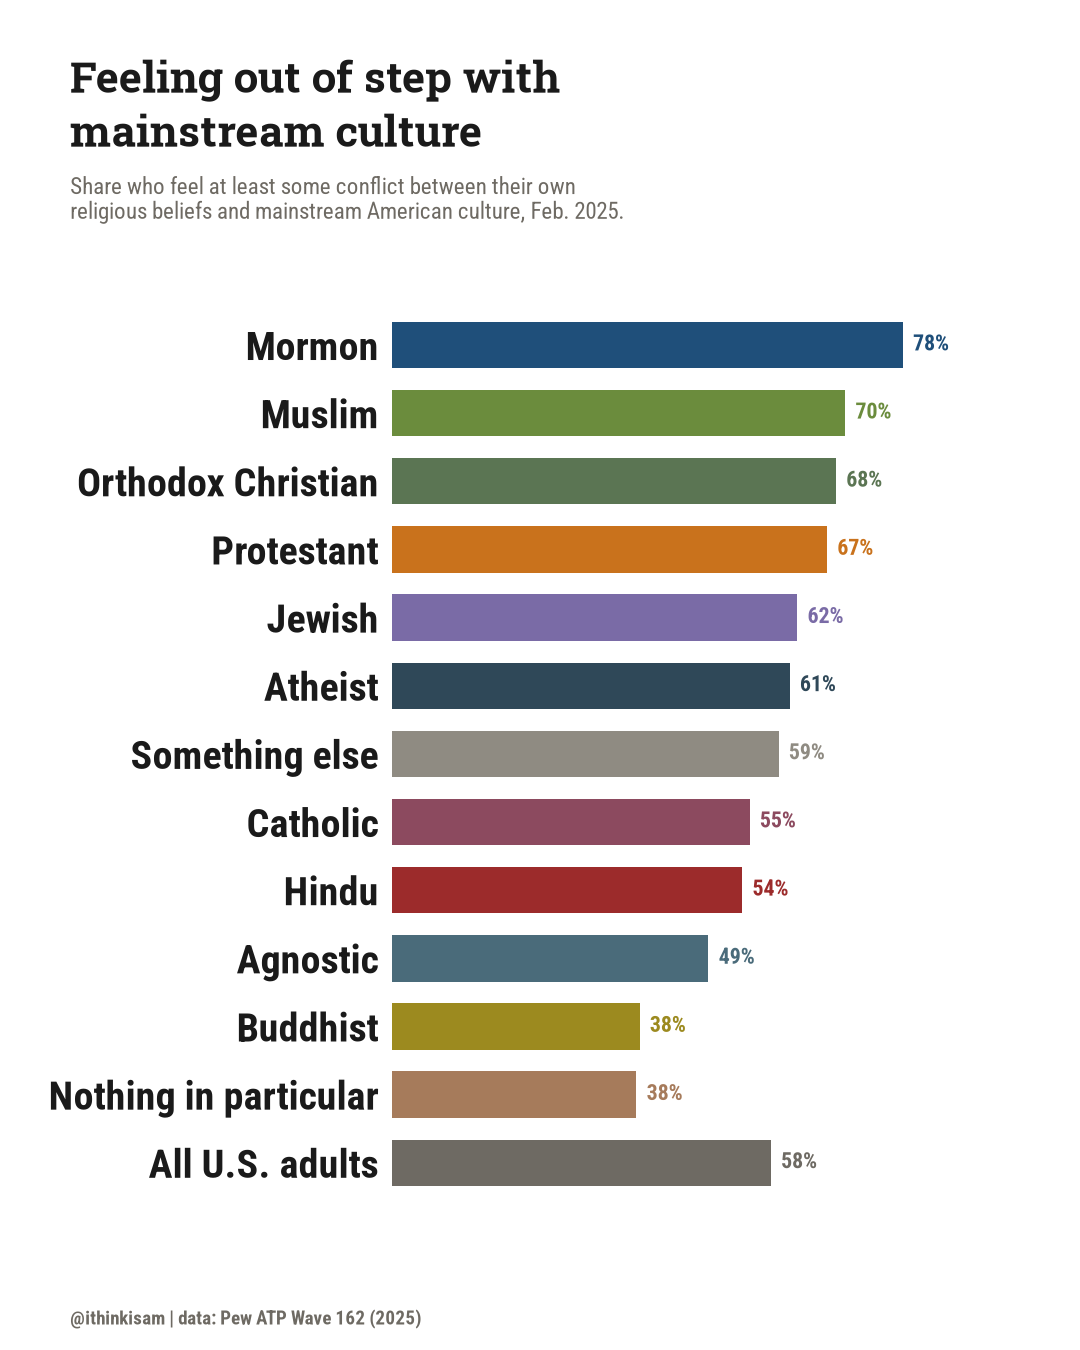 Feeling out of step with
mainstream culture
Share who feel at least some conflict between their own
religious beliefs and mainstream American culture, Feb. 2025.
Mormon 78%
Muslim 70%
Orthodox Christian 68%
Protestant 67%
Jewish 62%
Atheist 61%
Something else 59%
Catholic 55%
Hindu 54%
Agnostic 49%
Buddhist 38%
Nothing in particular 38%
All U.S. adults 58%
@ithinkisam | data: Pew ATP Wave 162 (2025)